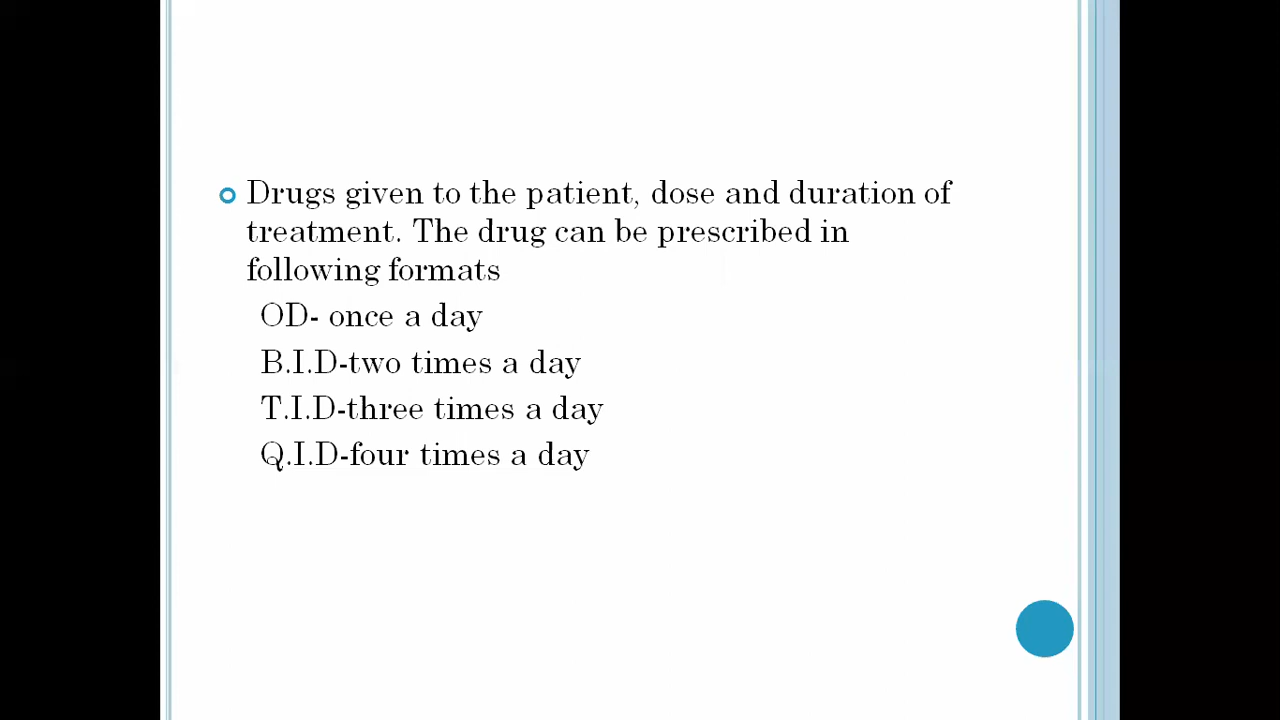 Drugs given to the patient, dose and duration of
treatment. The drug can be prescribed in
following formats
OD- once a day
B.I.D-two times a day
T.I.D-three times a day
Q.I.D-four times a day